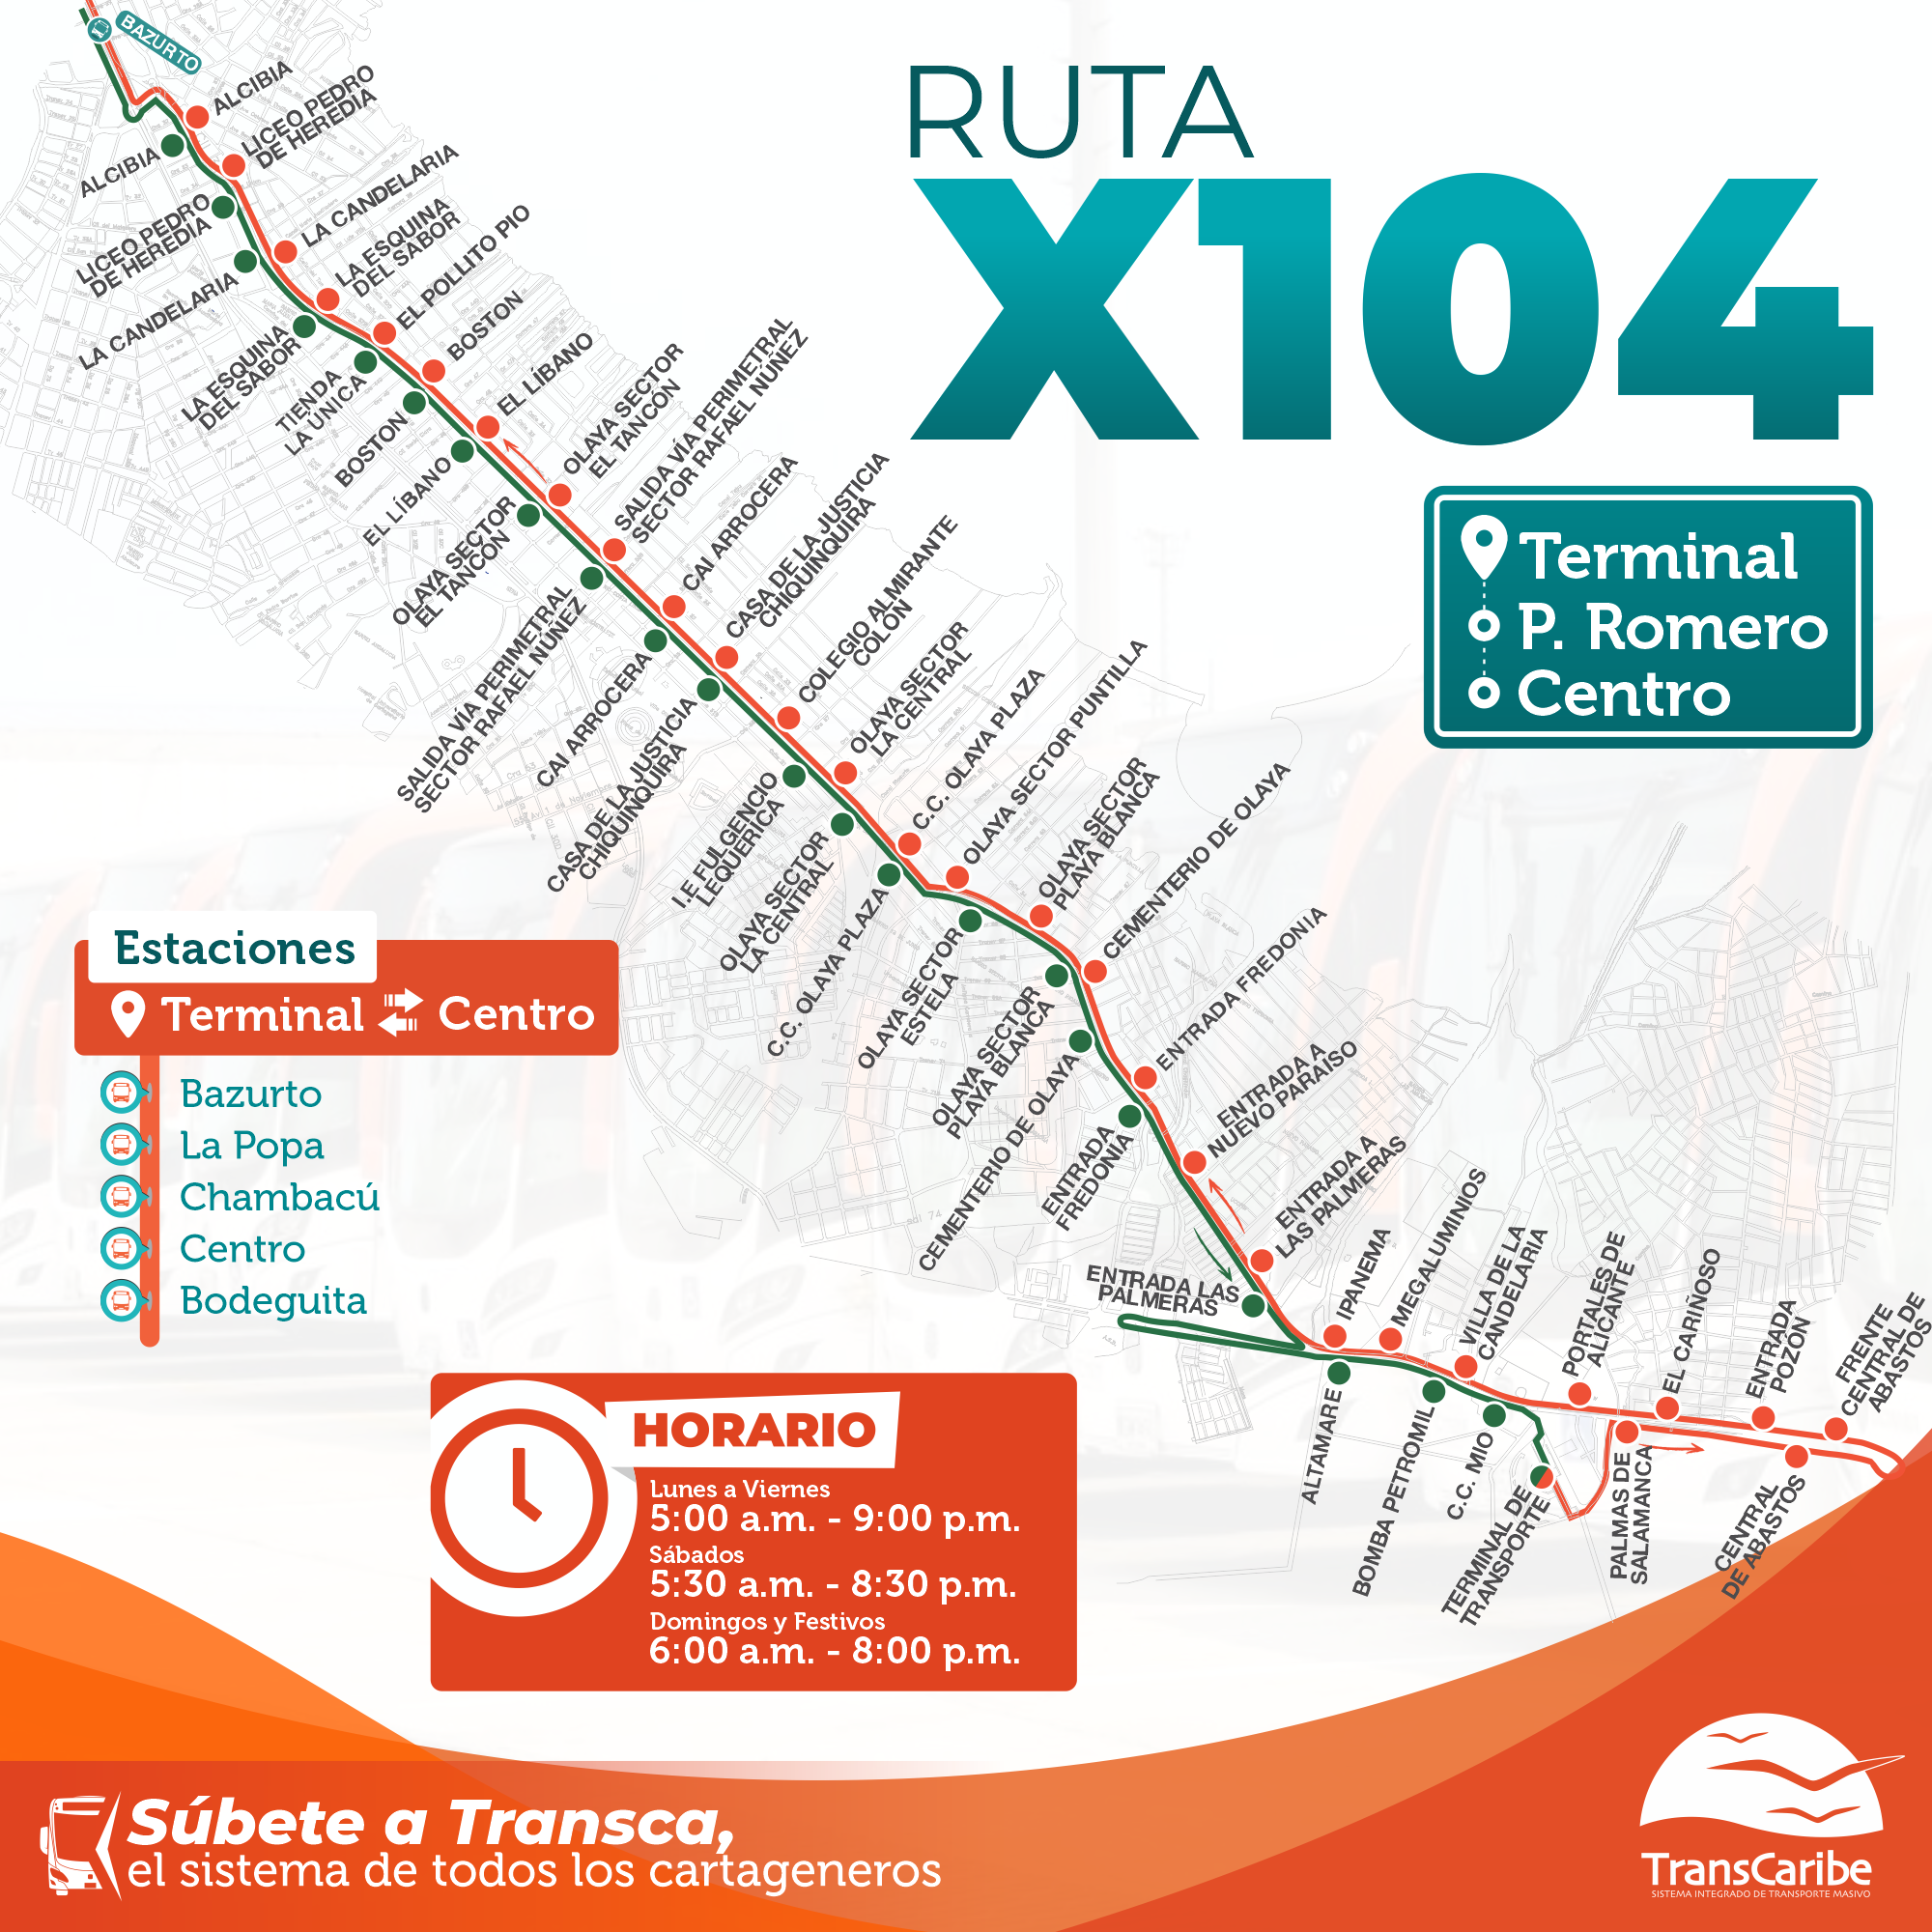 RUTA
X104
Terminal
P. Romero
Centro
BAZURTO
ALCIBIA
LICEO PEDRO
DE HEREDIA
LA CANDELARIA
LA ESQUINA
DEL SABOR
EL POLLITO PIO
BOSTON
EL LÍBANO
OLAYA SECTOR
EL TANCÓN
SALIDA VÍA PERIMETRAL
SECTOR RAFAEL NÚÑEZ
CAI ARROCERA
CASA DE LA JUSTICIA
CHIQUINQUIRA
COLEGIO ALMIRANTE
COLÓN
OLAYA SECTOR
LA CENTRAL
C.C. OLAYA PLAZA
OLAYA SECTOR PUNTILLA
OLAYA SECTOR
PLAYA BLANCA
CEMENTERIO DE OLAYA
ENTRADA FREDONIA
ENTRADA A
NUEVO PARAISO
ENTRADA A
LAS PALMERAS
IPANEMA
MEGALUMINIOS
VILLA DE LA
CANDELARIA
PORTALES DE
ALICANTE
EL CARIÑOSO
ENTRADA
POZÓN
FRENTE
CENTRAL DE
ABASTOS
ALCIBIA
LICEO PEDRO
DE HEREDIA
LA CANDELARIA
LA ESQUINA
DEL SABOR
TIENDA
LA ÚNICA
BOSTON
EL LÍBANO
OLAYA SECTOR
EL TANCÓN
SALIDA VÍA PERIMETRAL
SECTOR RAFAEL NÚÑEZ
CAI ARROCERA
CASA DE LA JUSTICIA
CHIQUINQUIRA
I.E FULGENCIO
LEQUERICA
OLAYA SECTOR
LA CENTRAL
C.C. OLAYA PLAZA
OLAYA SECTOR
ESTELA
OLAYA SECTOR
PLAYA BLANCA
CEMENTERIO DE OLAYA
ENTRADA
FREDONIA
ENTRADA LAS
PALMERAS
ALTAMARE
BOMBA PETROMIL
C.C. MIO
TERMINAL DE
TRANSPORTE
PALMAS DE
SALAMANCA
CENTRAL
DE ABASTOS
Estaciones
Terminal Centro
Bazurto
La Popa
Chambacú
Centro
Bodeguita
HORARIO
Lunes a Viernes
5:00 a.m. - 9:00 p.m.
Sábados
5:30 a.m. - 8:30 p.m.
Domingos y Festivos
6:00 a.m. - 8:00 p.m.
Súbete a Transca,
el sistema de todos los cartageneros
TransCaribe
SISTEMA INTEGRADO DE TRANSPORTE MASIVO